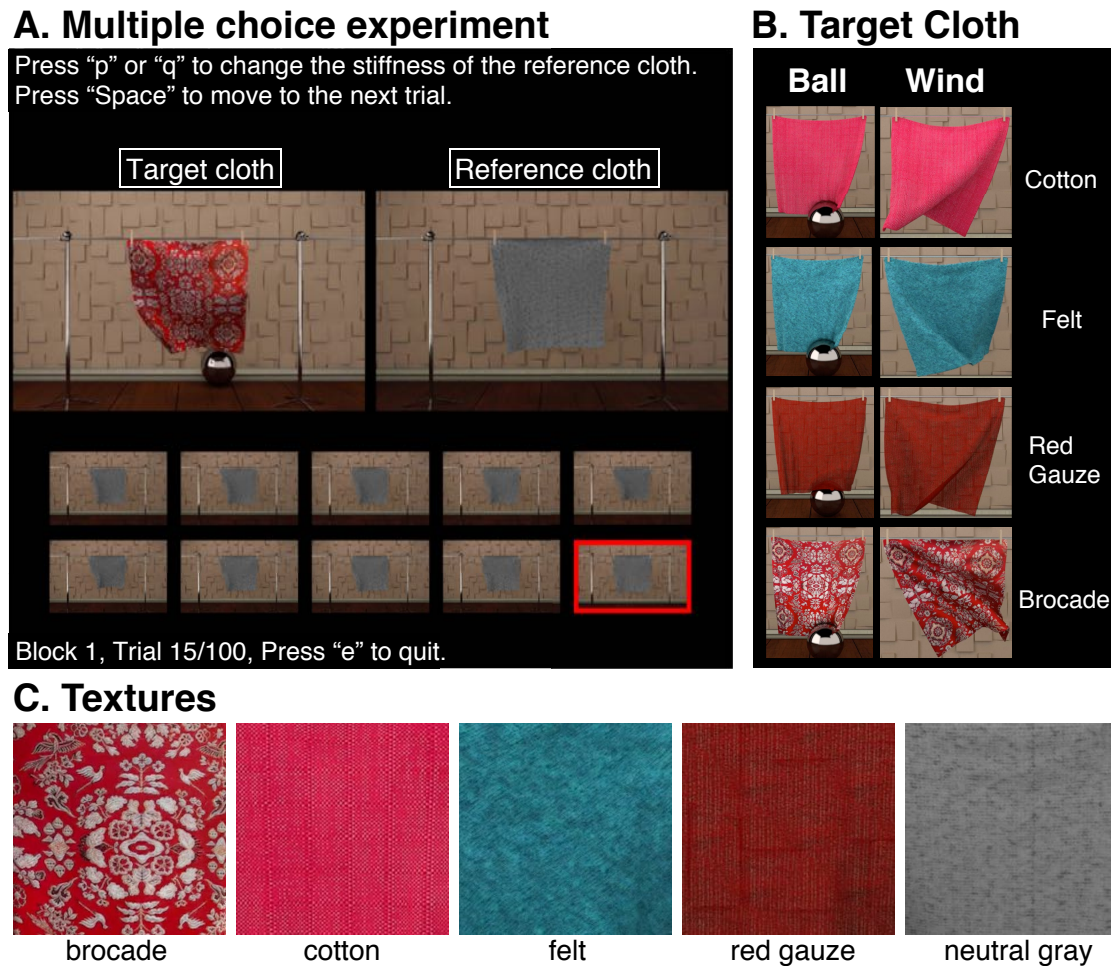 A. Multiple choice experiment
Press “p” or “q” to change the stiffness of the reference cloth.
Press “Space” to move to the next trial.
Target cloth
Reference cloth
Block 1, Trial 15/100, Press “e” to quit.
B. Target Cloth
Ball
Wind
Cotton
Felt
Red
Gauze
Brocade
C. Textures
brocade
cotton
felt
red gauze
neutral gray